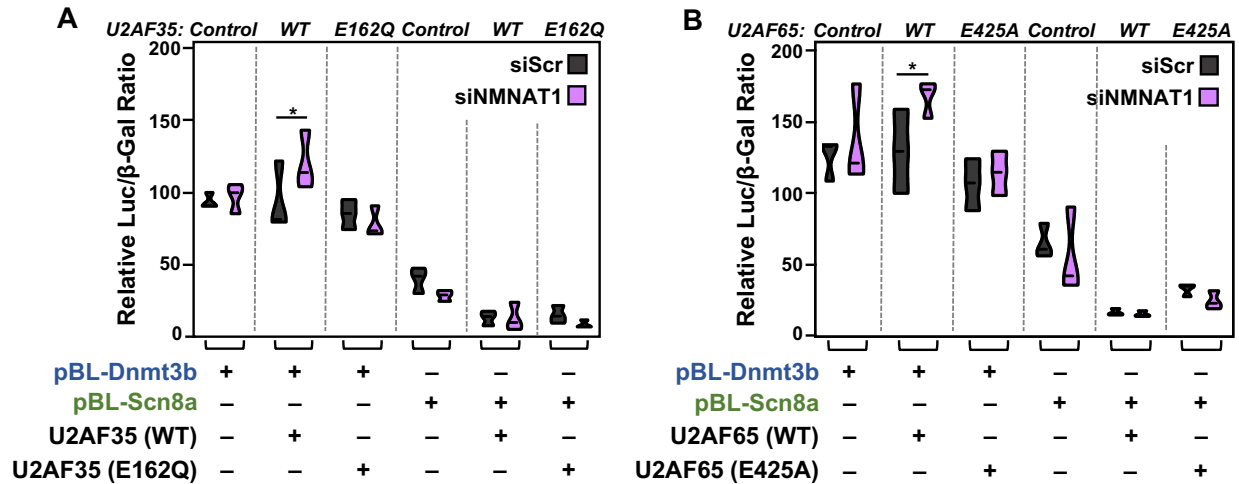 A
U2AF35: Control WT E162Q Control WT E162Q
Relative Luc/β-Gal Ratio
200
150
100
50
0
siScr
siNMNAT1
*
pBL-Dnmt3b + + + – – –
pBL-Scn8a – – – + + +
U2AF35 (WT) – + – – + –
U2AF35 (E162Q) – – + – – +
B
U2AF65: Control WT E425A Control WT E425A
Relative Luc/β-Gal Ratio
200
150
100
50
0
siScr
siNMNAT1
*
pBL-Dnmt3b + + + – – –
pBL-Scn8a – – – + + +
U2AF65 (WT) – + – – + –
U2AF65 (E425A) – – + – – +